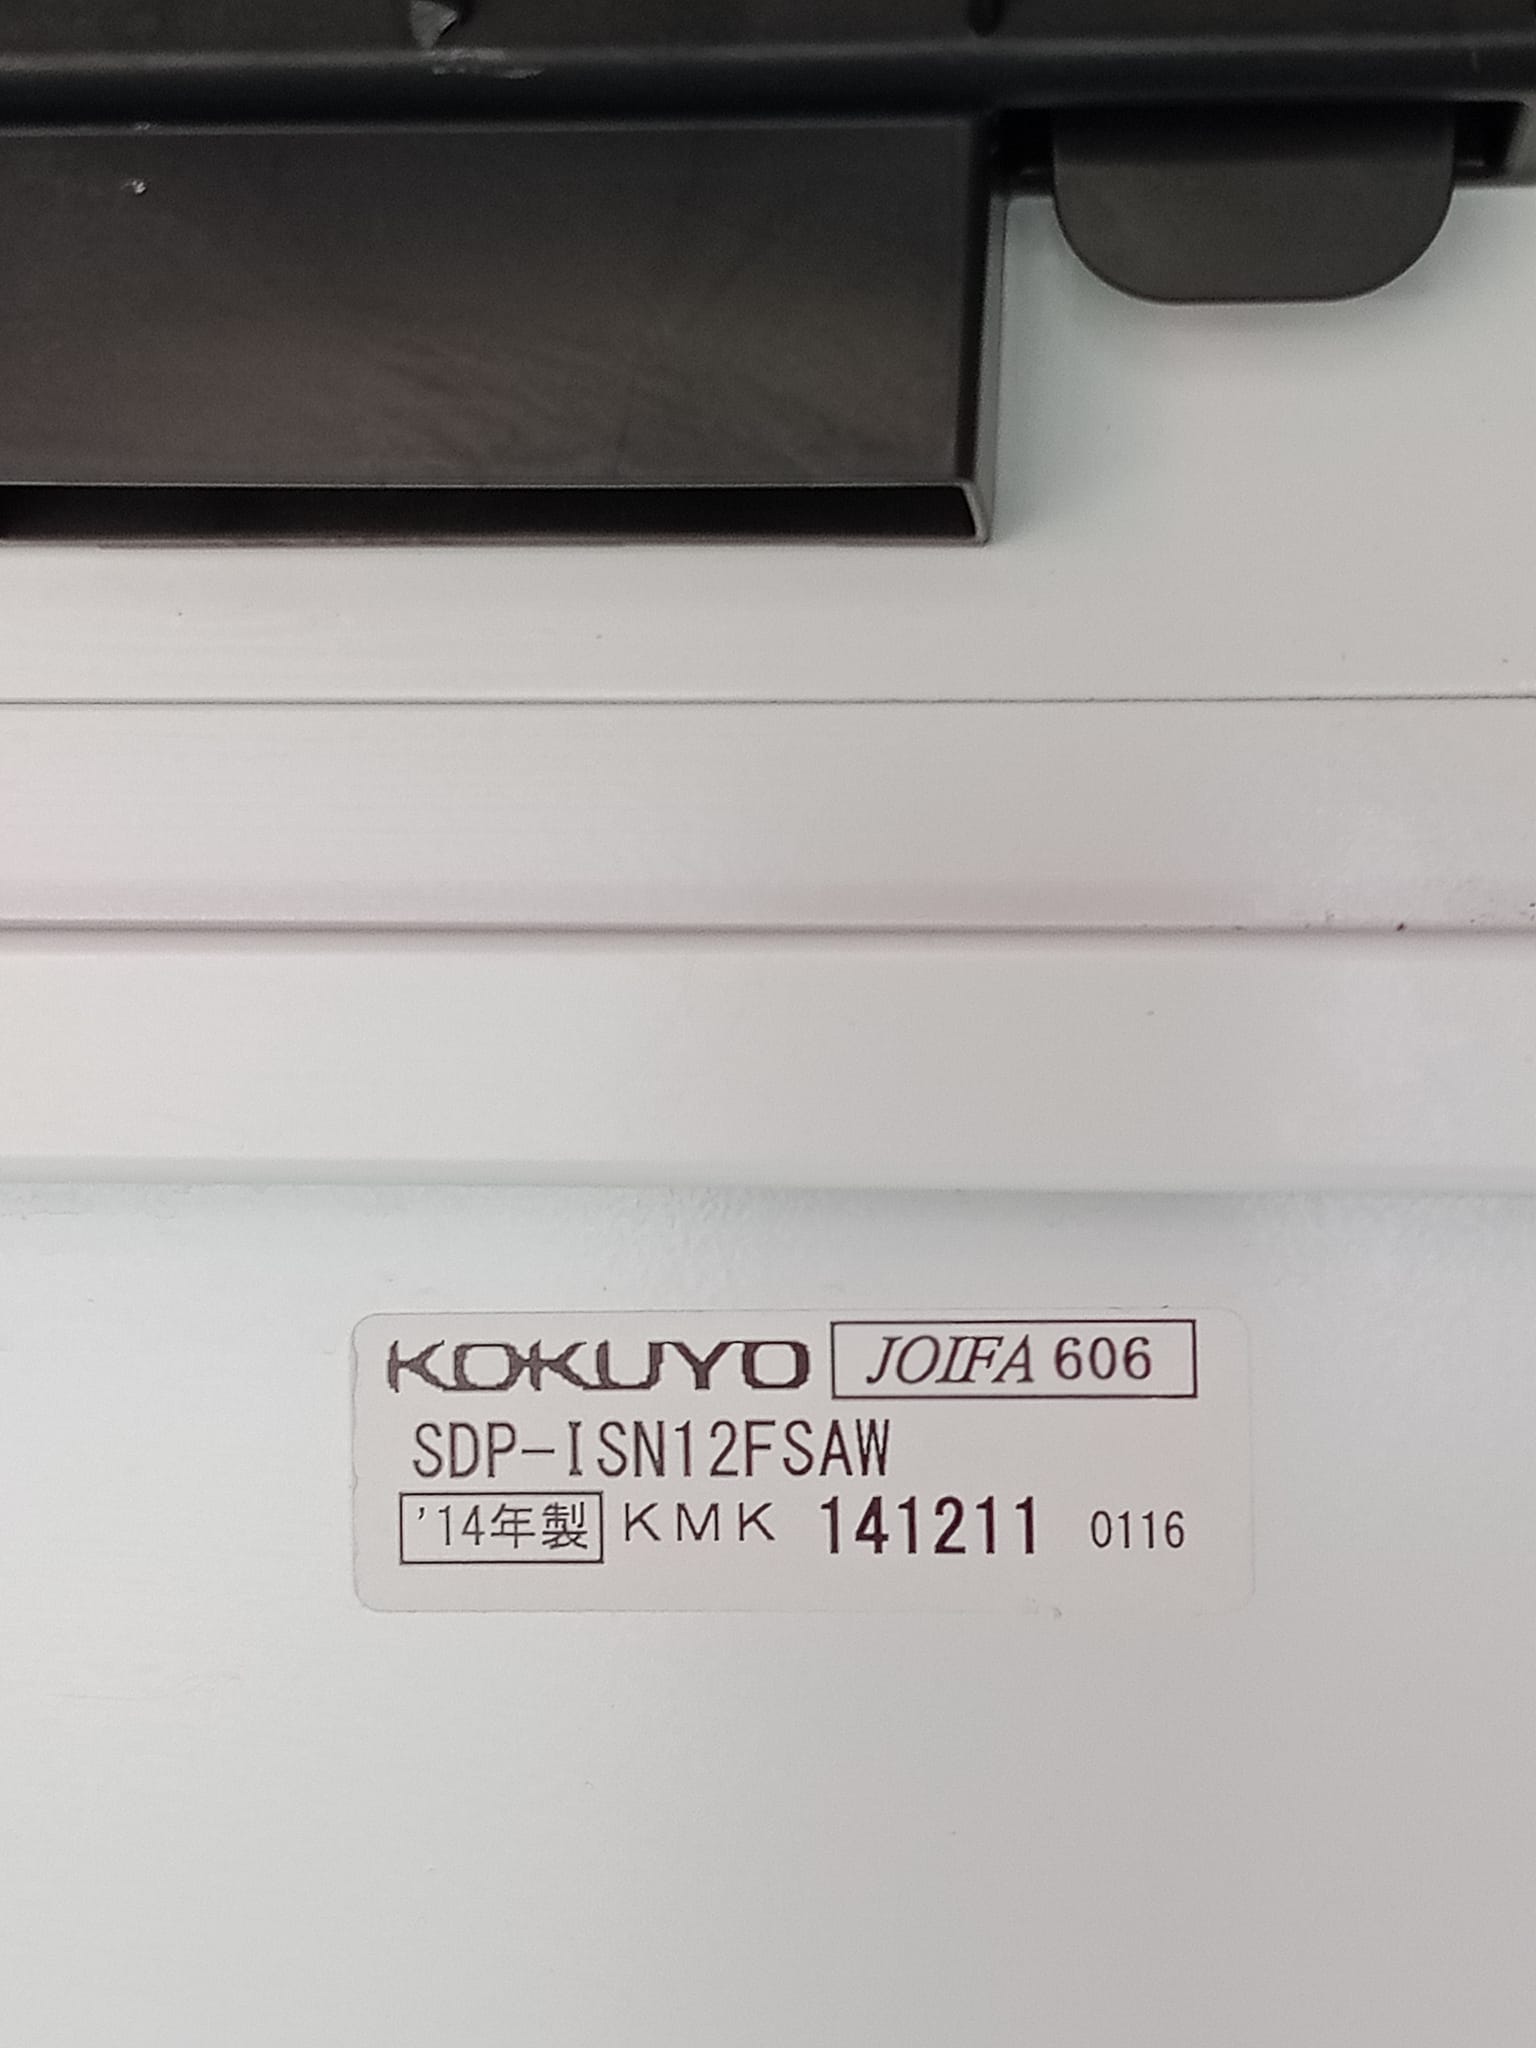 KOKUYO JOIFA 606
SDP-ISN12FSAW
'14年製 KMK 141211 0116